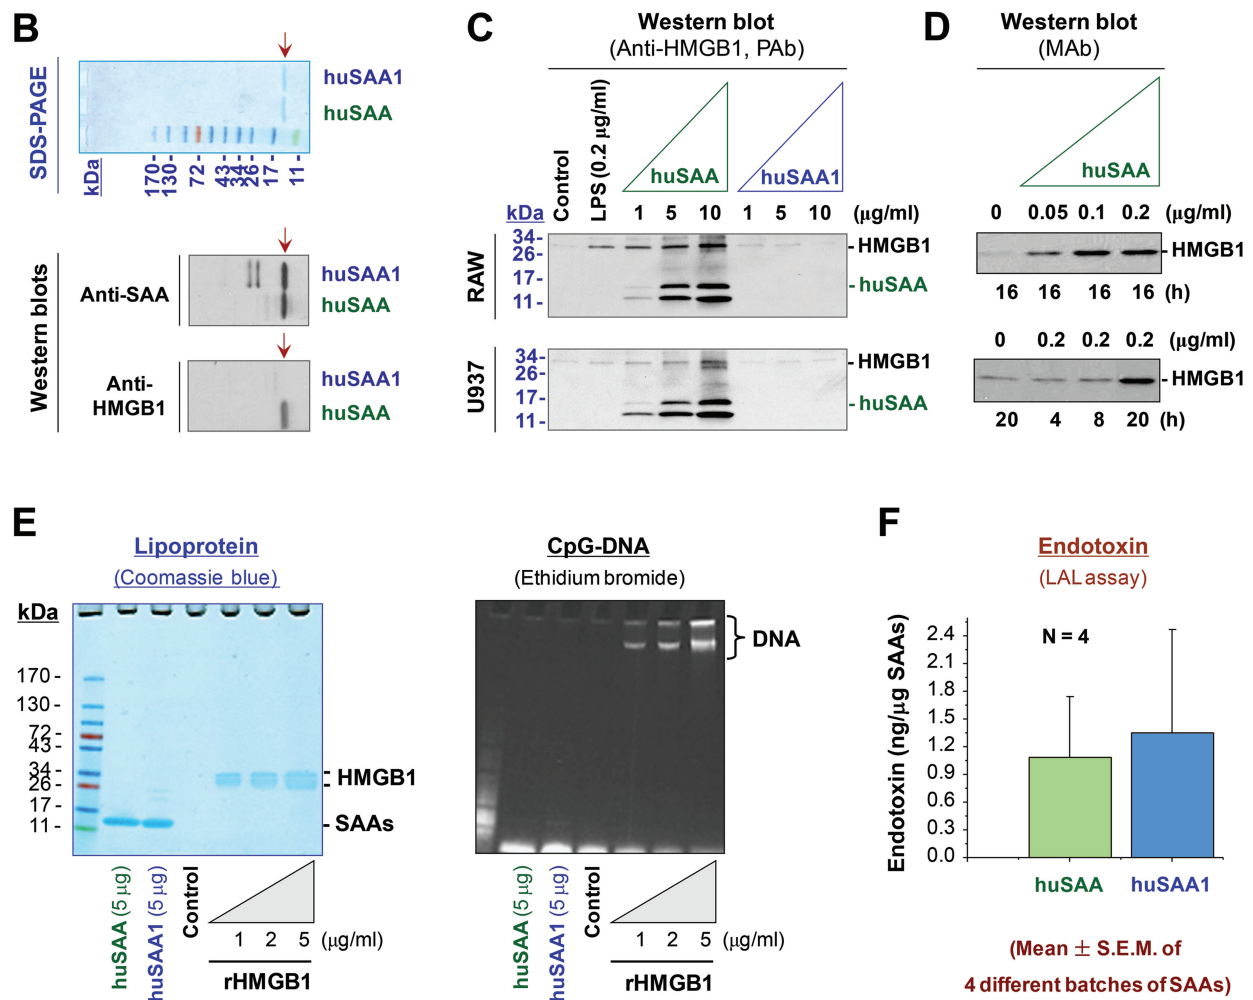 B
SDS-PAGE
huSAA1
huSAA
kDa
170-
130-
72-
43-
34-
26-
17-
11-
Western blots
Anti-SAA
huSAA1
huSAA
Anti-
HMGB1
huSAA1
huSAA
C
Western blot
(Anti-HMGB1, PAb)
Control
LPS (0.2 µg/ml)
huSAA
huSAA1
kDa
1 5 10 1 5 10 (µg/ml)
RAW
34-
26-
17-
11-
-HMGB1
-huSAA
U937
34-
26-
17-
11-
-HMGB1
-huSAA
D
Western blot
(MAb)
huSAA
0 0.05 0.1 0.2 (µg/ml)
-HMGB1
16 16 16 16 (h)
0 0.2 0.2 0.2 (µg/ml)
-HMGB1
20 4 8 20 (h)
E
Lipoprotein
(Coomassie blue)
kDa
170-
130-
72-
43-
34-
26-
17-
11-
HMGB1
-SAAs
huSAA (5 µg)
huSAA1 (5 µg)
Control
1 2 5 (µg/ml)
rHMGB1
CpG-DNA
(Ethidium bromide)
DNA
huSAA (5 µg)
huSAA1 (5 µg)
Control
1 2 5 (µg/ml)
rHMGB1
F
Endotoxin
(LAL assay)
Endotoxin (ng/µg SAAs)
N = 4
2.4
2.1
1.8
1.5
1.2
0.9
0.6
0.3
0.0
huSAA huSAA1
(Mean ± S.E.M. of
4 different batches of SAAs)